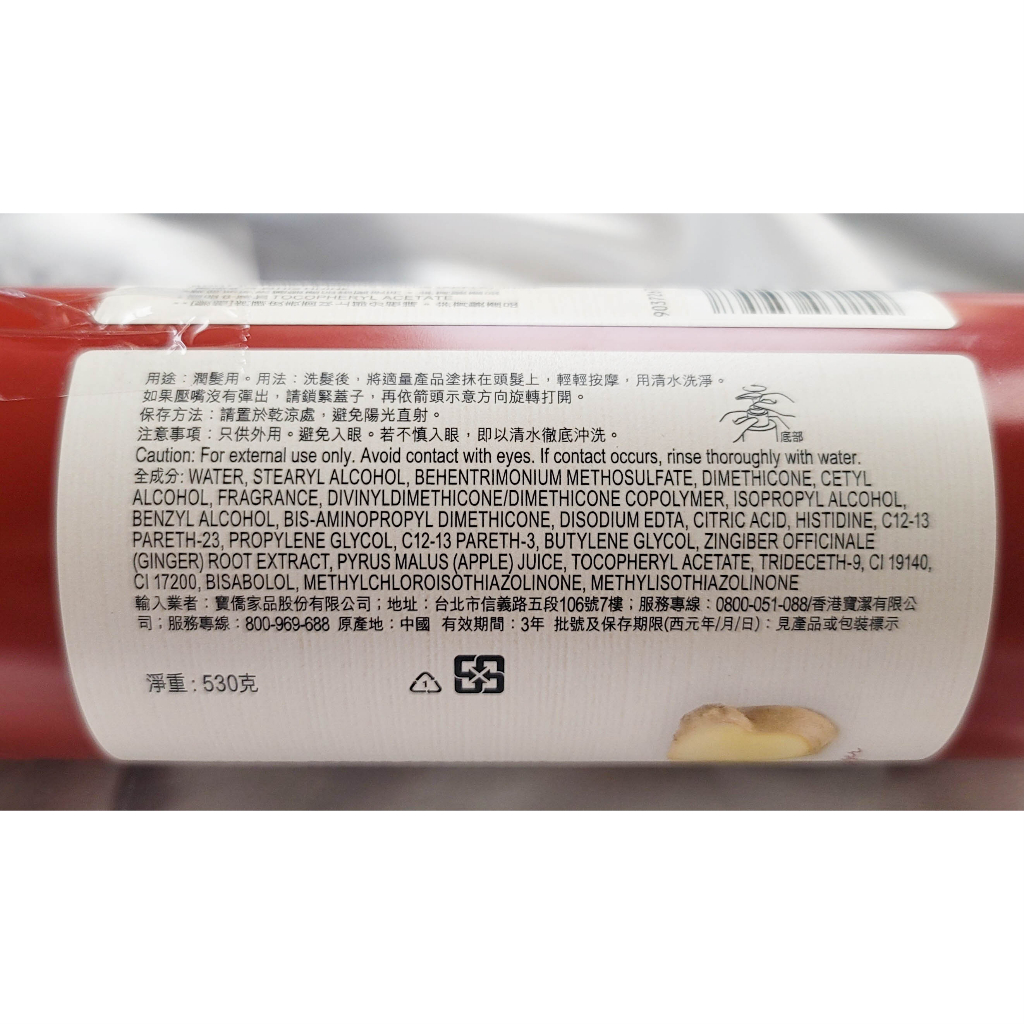 TOCOPHERYL ACETATE
用途：潤髮用。用法：洗髮後，將適量產品塗抹在頭髮上，輕輕按摩，用清水洗淨。
如果壓嘴沒有彈出，請鎖緊蓋子，再依箭頭示意方向旋轉打開。
保存方法：請置於乾涼處，避免陽光直射。
注意事項：只供外用。避免入眼。若不慎入眼，即以清水徹底沖洗。
底部
Caution: For external use only. Avoid contact with eyes. If contact occurs, rinse thoroughly with water.
全成分: WATER, STEARYL ALCOHOL, BEHENTRIMONIUM METHOSULFATE, DIMETHICONE, CETYL
ALCOHOL, FRAGRANCE, DIVINYLDIMETHICONE/DIMETHICONE COPOLYMER, ISOPROPYL ALCOHOL,
BENZYL ALCOHOL, BIS-AMINOPROPYL DIMETHICONE, DISODIUM EDTA, CITRIC ACID, HISTIDINE, C12-13
PARETH-23, PROPYLENE GLYCOL, C12-13 PARETH-3, BUTYLENE GLYCOL, ZINGIBER OFFICINALE
(GINGER) ROOT EXTRACT, PYRUS MALUS (APPLE) JUICE, TOCOPHERYL ACETATE, TRIDECETH-9, CI 19140,
CI 17200, BISABOLOL, METHYLCHLOROISOTHIAZOLINONE, METHYLISOTHIAZOLINONE
輸入業者：寶僑家品股份有限公司；地址：台北市信義路五段106號7樓；服務專線：0800-051-088/香港寶潔有限公
司；服務專線：800-969-688 原產地：中國 有效期間：3年 批號及保存期限(西元年/月/日)：見產品或包裝標示
淨重：530克
1